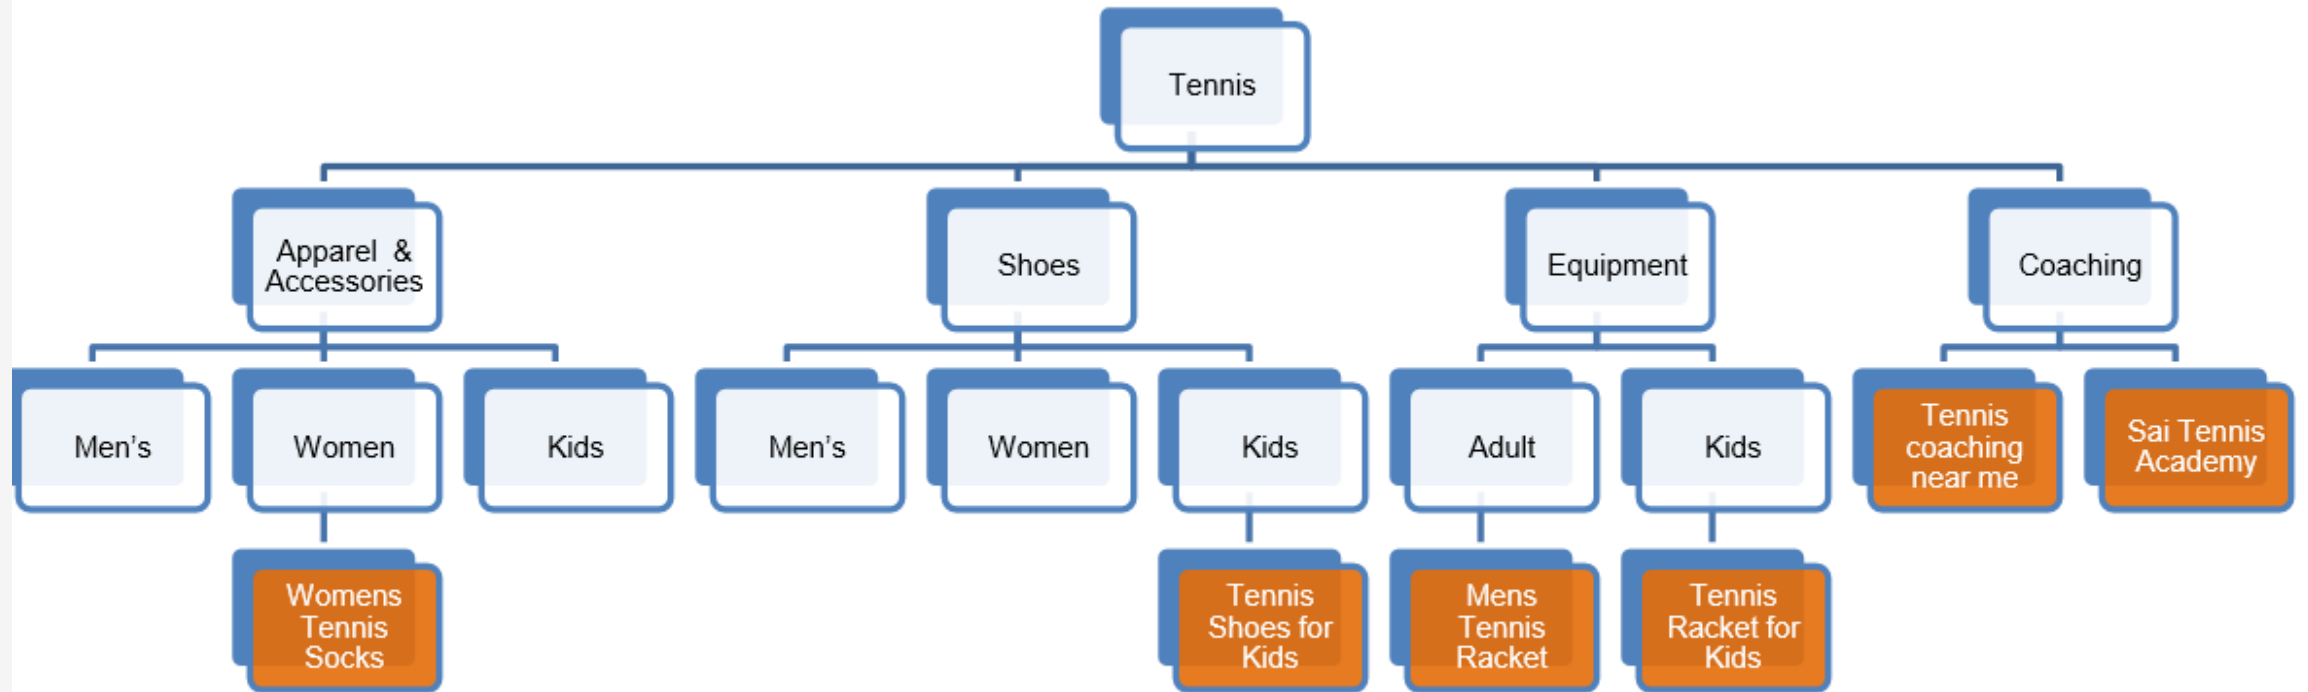 Tennis
Apparel &
Accessories
Shoes
Equipment
Coaching
Men’s
Women
Kids
Men’s
Women
Kids
Adult
Kids
Tennis
coaching
near me
Sai Tennis
Academy
Womens
Tennis
Socks
Tennis
Shoes for
Kids
Mens
Tennis
Racket
Tennis
Racket for
Kids